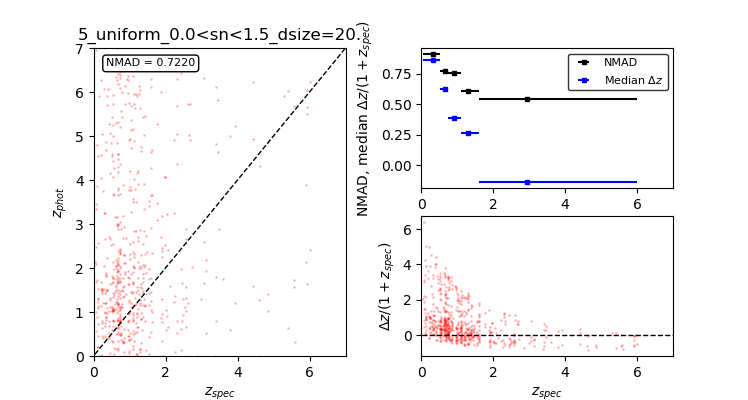 5_uniform_0.0<sn<1.5_dsize=20.
NMAD = 0.7220
z_phot
7
6
5
4
3
2
1
0
0 2 4 6
z_spec
NMAD, median Δz/(1 + z_spec)
0.75
0.50
0.25
0.00
NMAD
Median Δz
0 2 4 6
Δz/(1 + z_spec)
6
4
2
0
0 2 4 6
z_spec